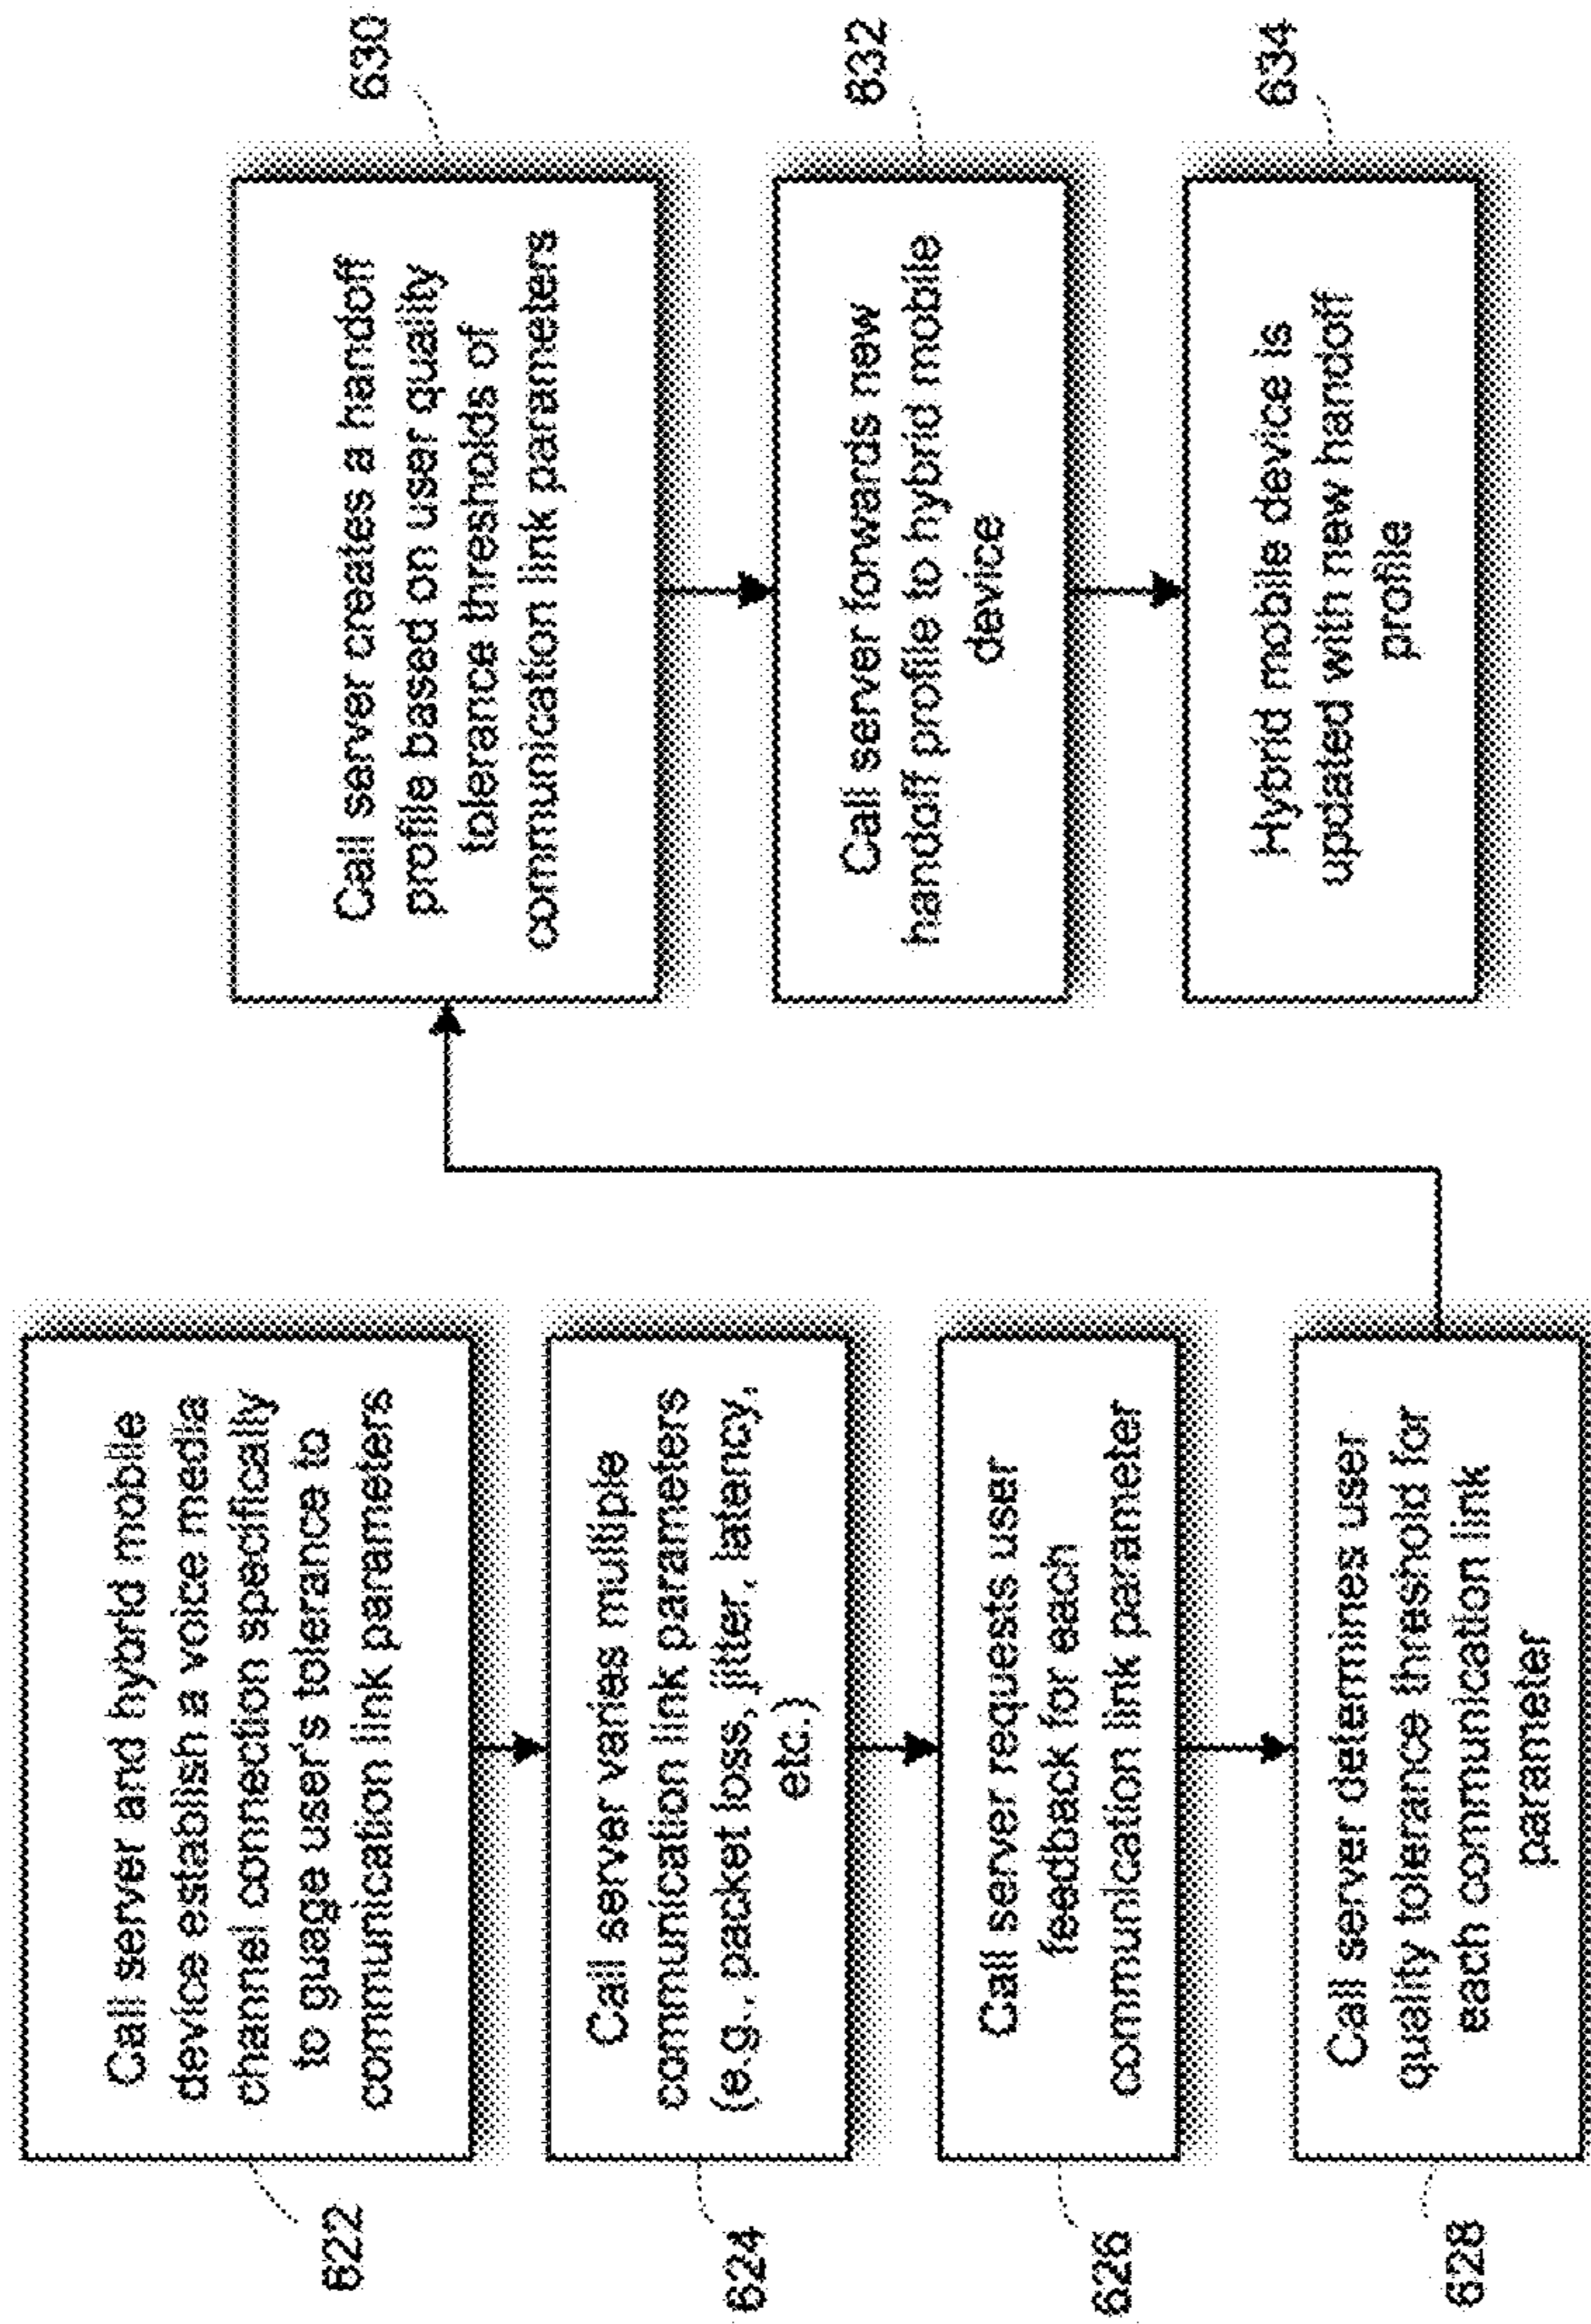 Call server and hybrid mobile
device establish a voice media
channel connection specifically
to guage user's tolerance to
communication link parameters
622
Call server varies multiple
communication link parameters
(e.g., packet loss, jitter, latency,
etc.)
624
Call server requests user
feedback for each
communication link parameter
626
Call server determines user
quality tolerance threshold for
each communication link
parameter
628
Call server creates a handoff
profile based on user quality
tolerance thresholds of
communication link parameters
630
Call server forwards new
handoff profile to hybrid mobile
device
632
Hybrid mobile device is
updated with new handoff
profile
634